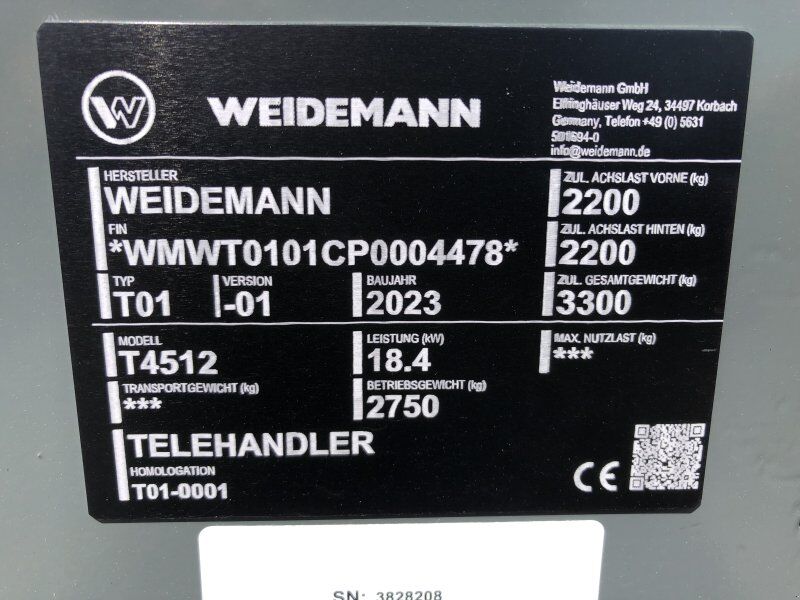 W WEIDEMANN
Weidemann GmbH
Elfringhäuser Weg 24, 34497 Korbach
Germany, Telefon +49 (0) 5631
501694-0
info@weidemann.de
HERSTELLER
WEIDEMANN
ZUL. ACHSLAST VORNE (kg)
2200
FIN
*WMWT0101CP0004478*
ZUL. ACHSLAST HINTEN (kg)
2200
TYP
T01
VERSION
-01
BAUJAHR
2023
ZUL. GESAMTGEWICHT (kg)
3300
MODELL
T4512
LEISTUNG (kW)
18.4
MAX. NUTZLAST (kg)
***
TRANSPORTGEWICHT (kg)
***
BETRIEBSGEWICHT (kg)
2750
TELEHANDLER
HOMOLOGATION
T01-0001
CE
SN: 3828208